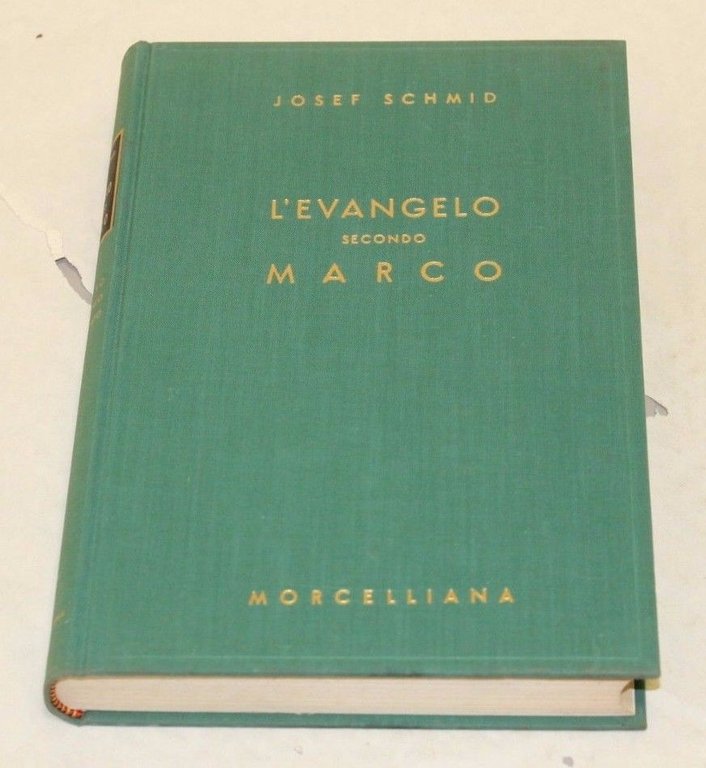 JOSEF SCHMID
L'EVANGELO
SECONDO
MARCO
MORCELLIANA